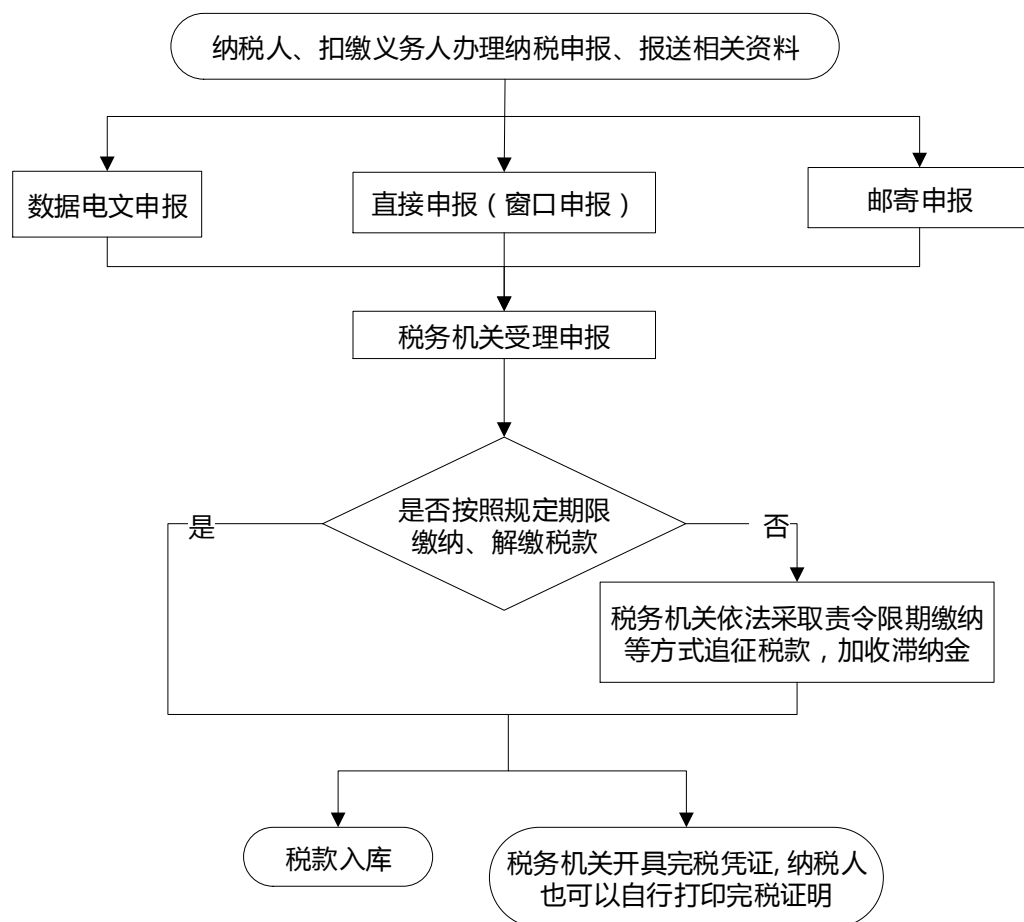 纳税人、扣缴义务人办理纳税申报、报送相关资料
数据电文申报
直接申报（窗口申报）
邮寄申报
税务机关受理申报
是否按照规定期限
缴纳、解缴税款
是
否
税务机关依法采取责令限期缴纳
等方式追征税款，加收滞纳金
税款入库
税务机关开具完税凭证, 纳税人
也可以自行打印完税证明